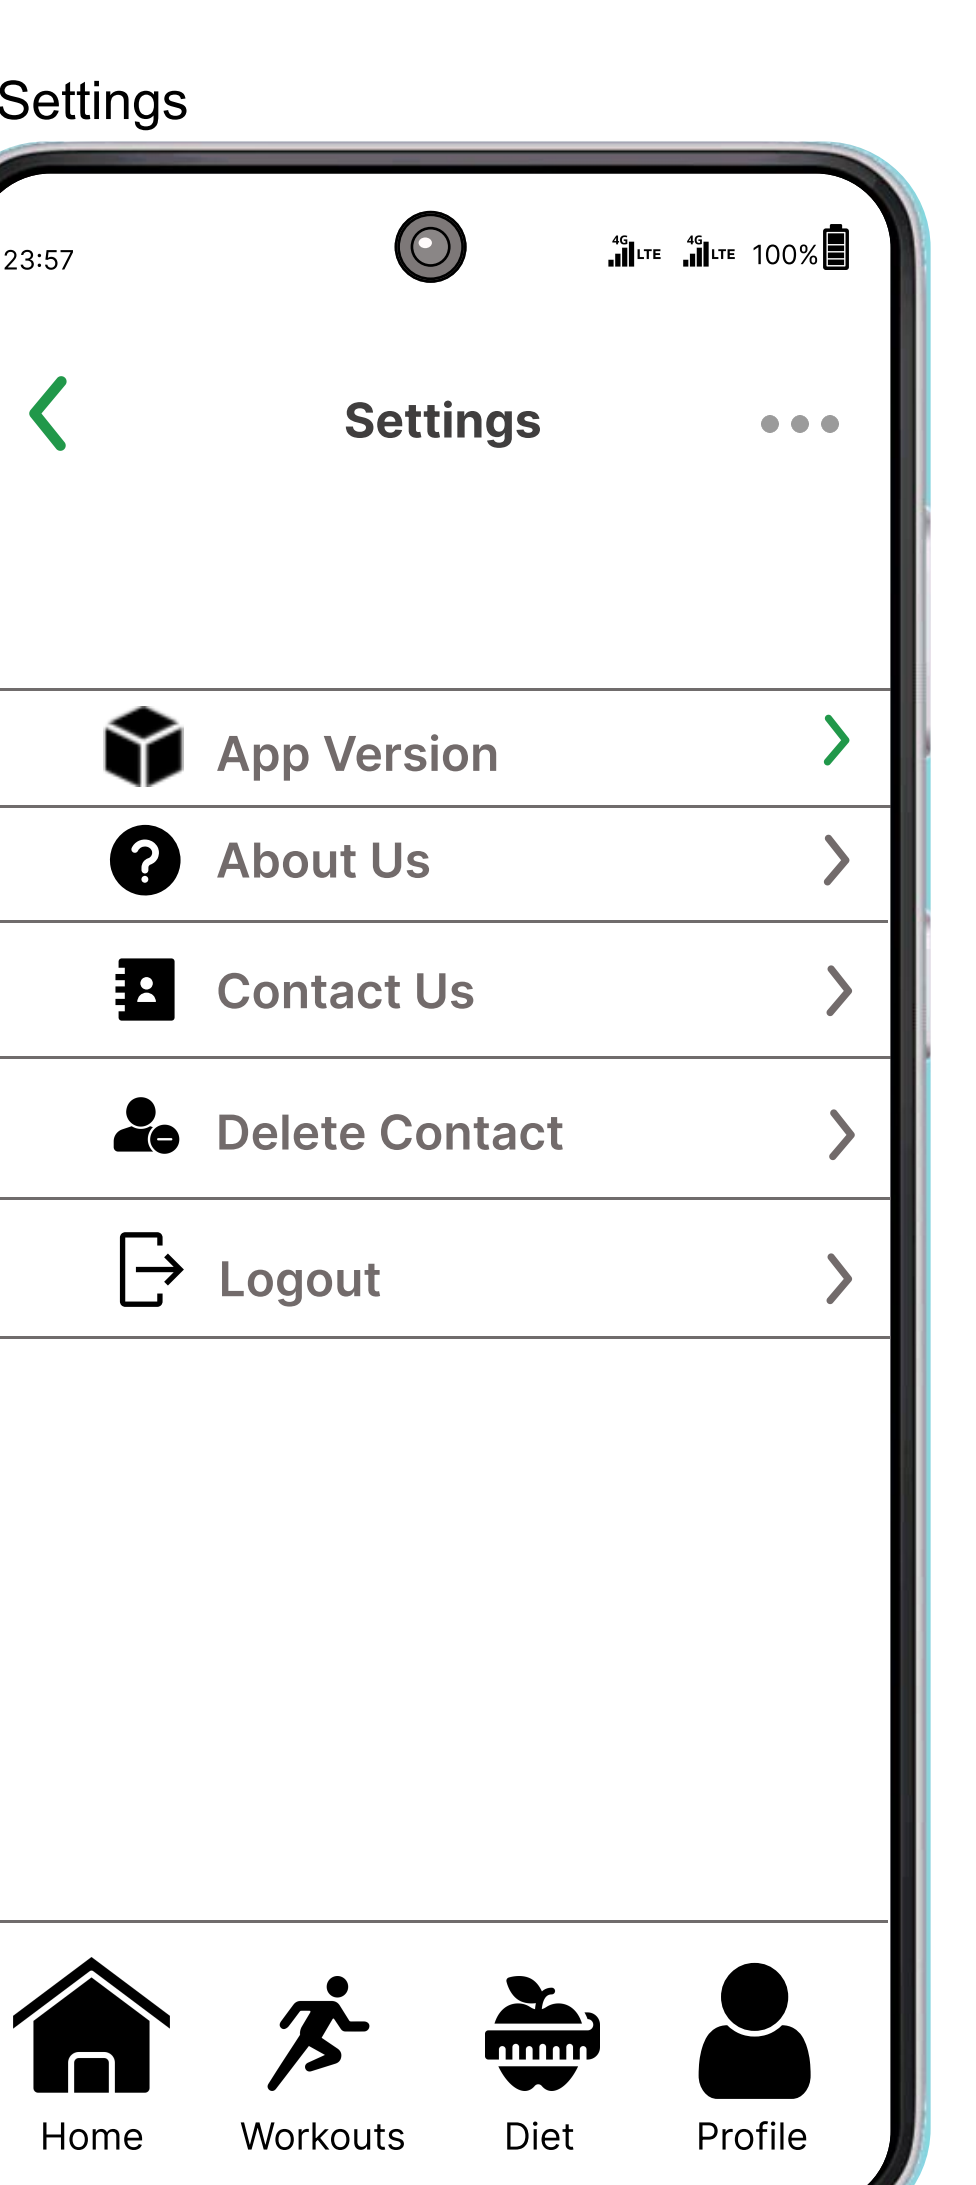 Settings
23:57 4G LTE 4G LTE 100%
Settings
App Version
About Us
Contact Us
Delete Contact
Logout
Home Workouts Diet Profile